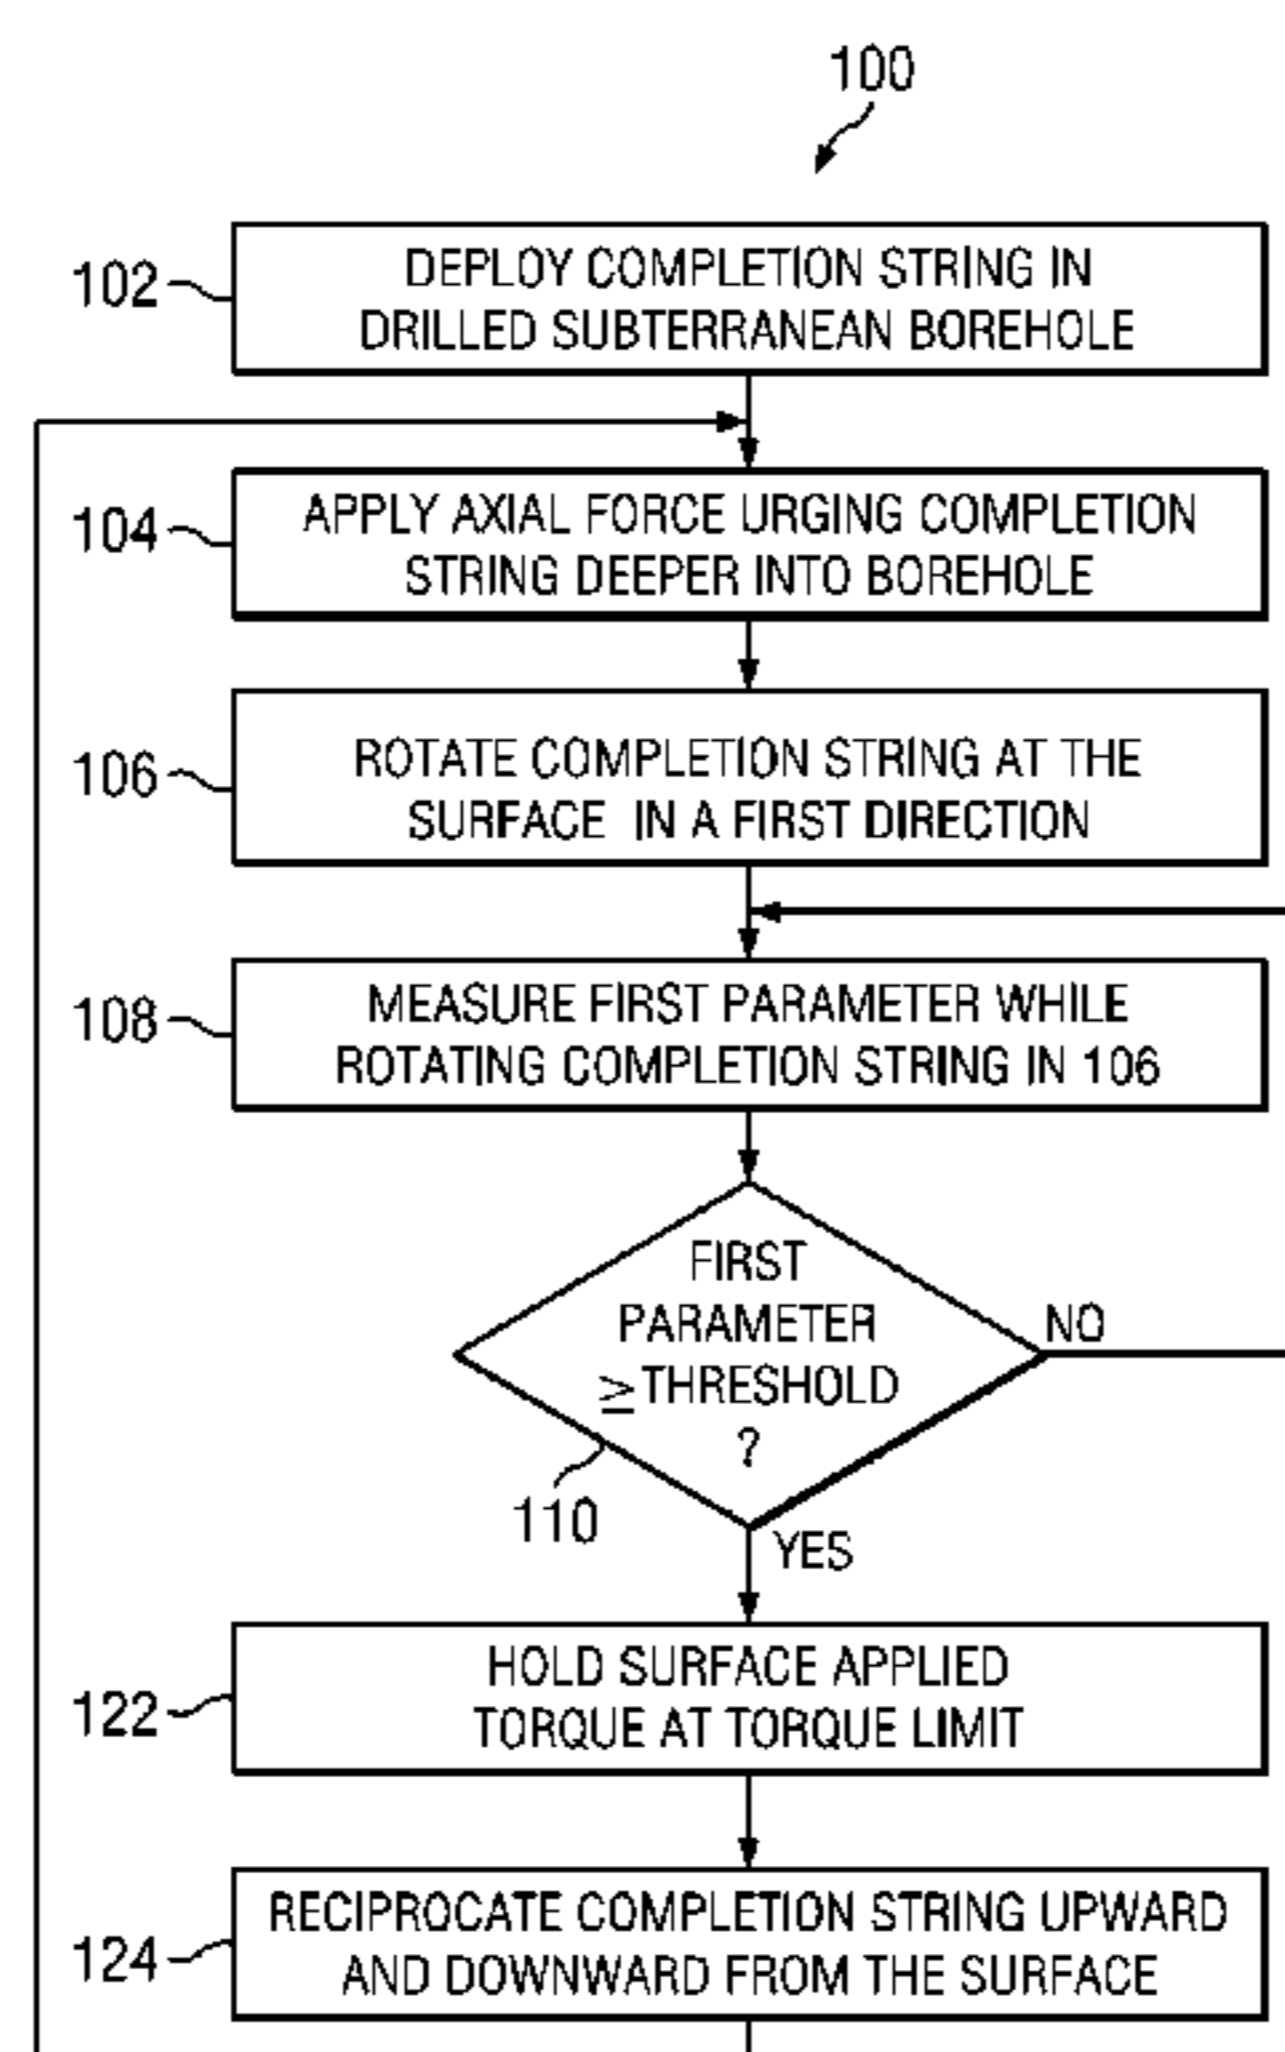 100
102
DEPLOY COMPLETION STRING IN
DRILLED SUBTERRANEAN BOREHOLE
104
APPLY AXIAL FORCE URGING COMPLETION
STRING DEEPER INTO BOREHOLE
106
ROTATE COMPLETION STRING AT THE
SURFACE IN A FIRST DIRECTION
108
MEASURE FIRST PARAMETER WHILE
ROTATING COMPLETION STRING IN 106
FIRST
PARAMETER
≥THRESHOLD
?
NO
110
YES
122
HOLD SURFACE APPLIED
TORQUE AT TORQUE LIMIT
124
RECIPROCATE COMPLETION STRING UPWARD
AND DOWNWARD FROM THE SURFACE